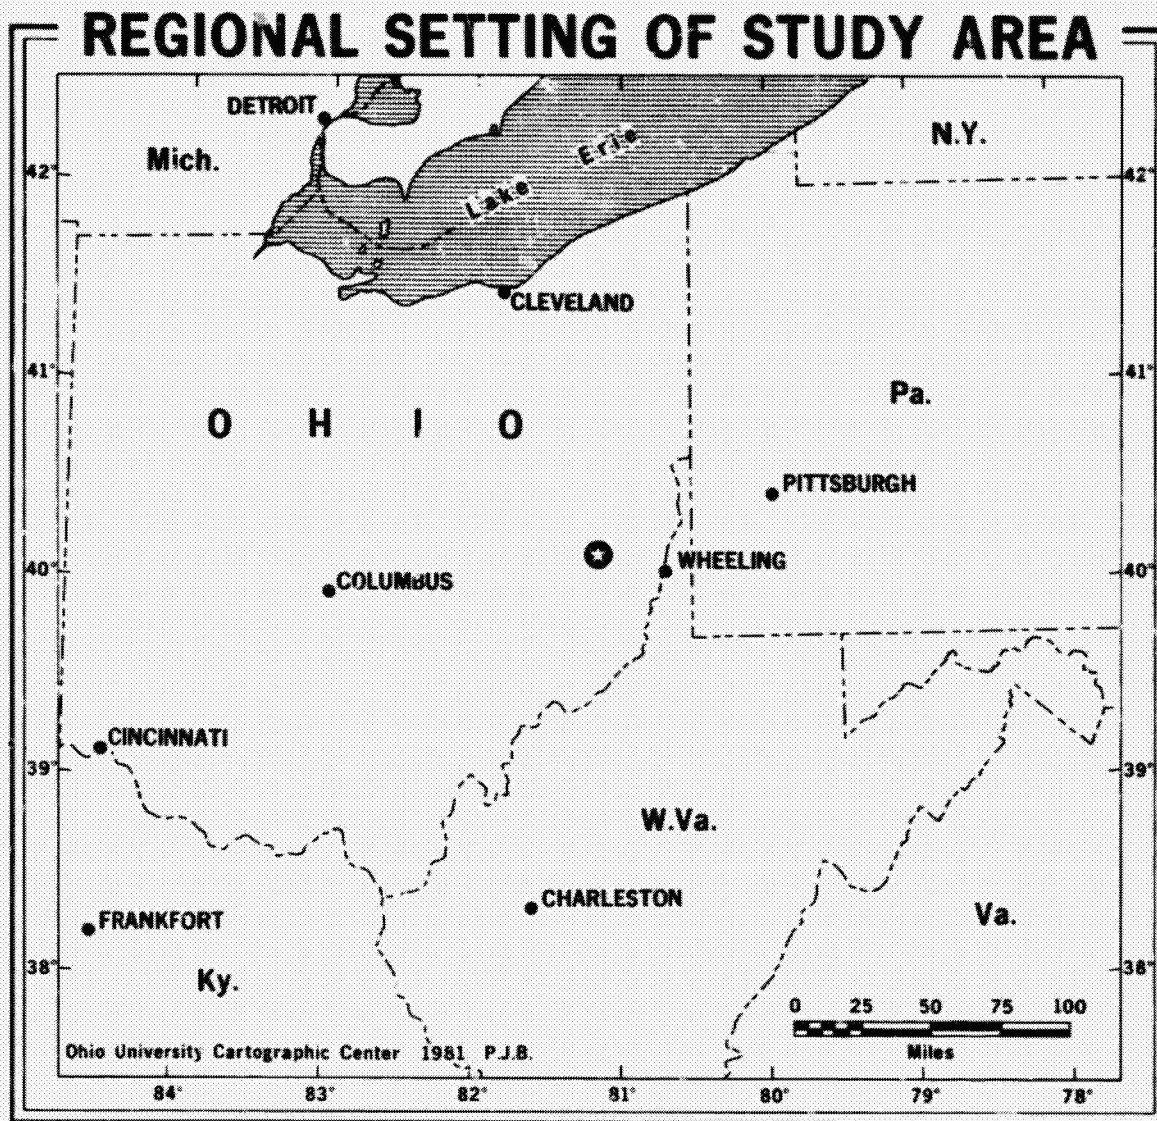 REGIONAL SETTING OF STUDY AREA
DETROIT
Mich.
N.Y.
Lake Erie
42°
42°
CLEVELAND
41°
41°
Pa.
OHIO
PITTSBURGH
WHEELING
40°
40°
COLUMBUS
CINCINNATI
39°
39°
W.Va.
CHARLESTON
Va.
FRANKFORT
38°
38°
Ky.
0 25 50 75 100
Miles
Ohio University Cartographic Center 1981 P.J.B.
84° 83° 82° 81° 80° 79° 78°